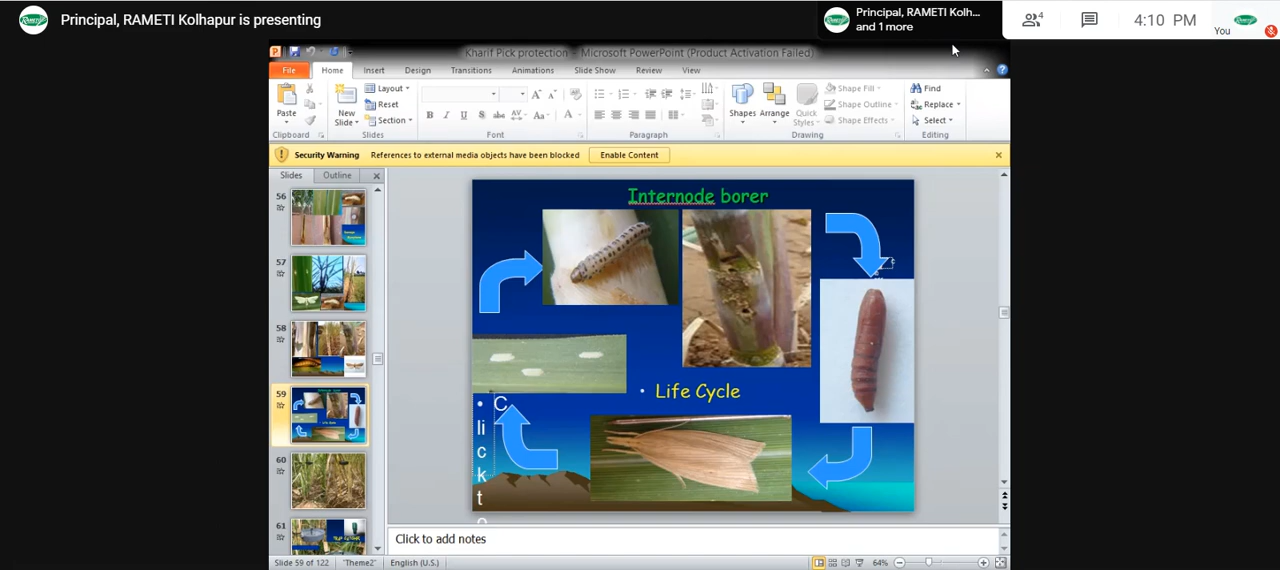 Principal, RAMETI Kolhapur is presenting
Principal, RAMETI Kolh...
and 1 more
4
4:10 PM
You
Kharif Pick protection - Microsoft PowerPoint (Product Activation Failed)
File Home Insert Design Transitions Animations Slide Show Review View
Paste
Clipboard
New
Slide
Layout
Reset
Section
Slides
Font
Paragraph
Shapes
Arrange
Quick
Styles
Shape Fill
Shape Outline
Shape Effects
Drawing
Find
Replace
Select
Editing
Security Warning References to external media objects have been blocked Enable Content
Slides Outline
56
57
58
59
60
61
Internode borer
• Life Cycle
• C
li
c
k
t
o
Click to add notes
Slide 59 of 122 "Theme2" English (U.S.) 64%